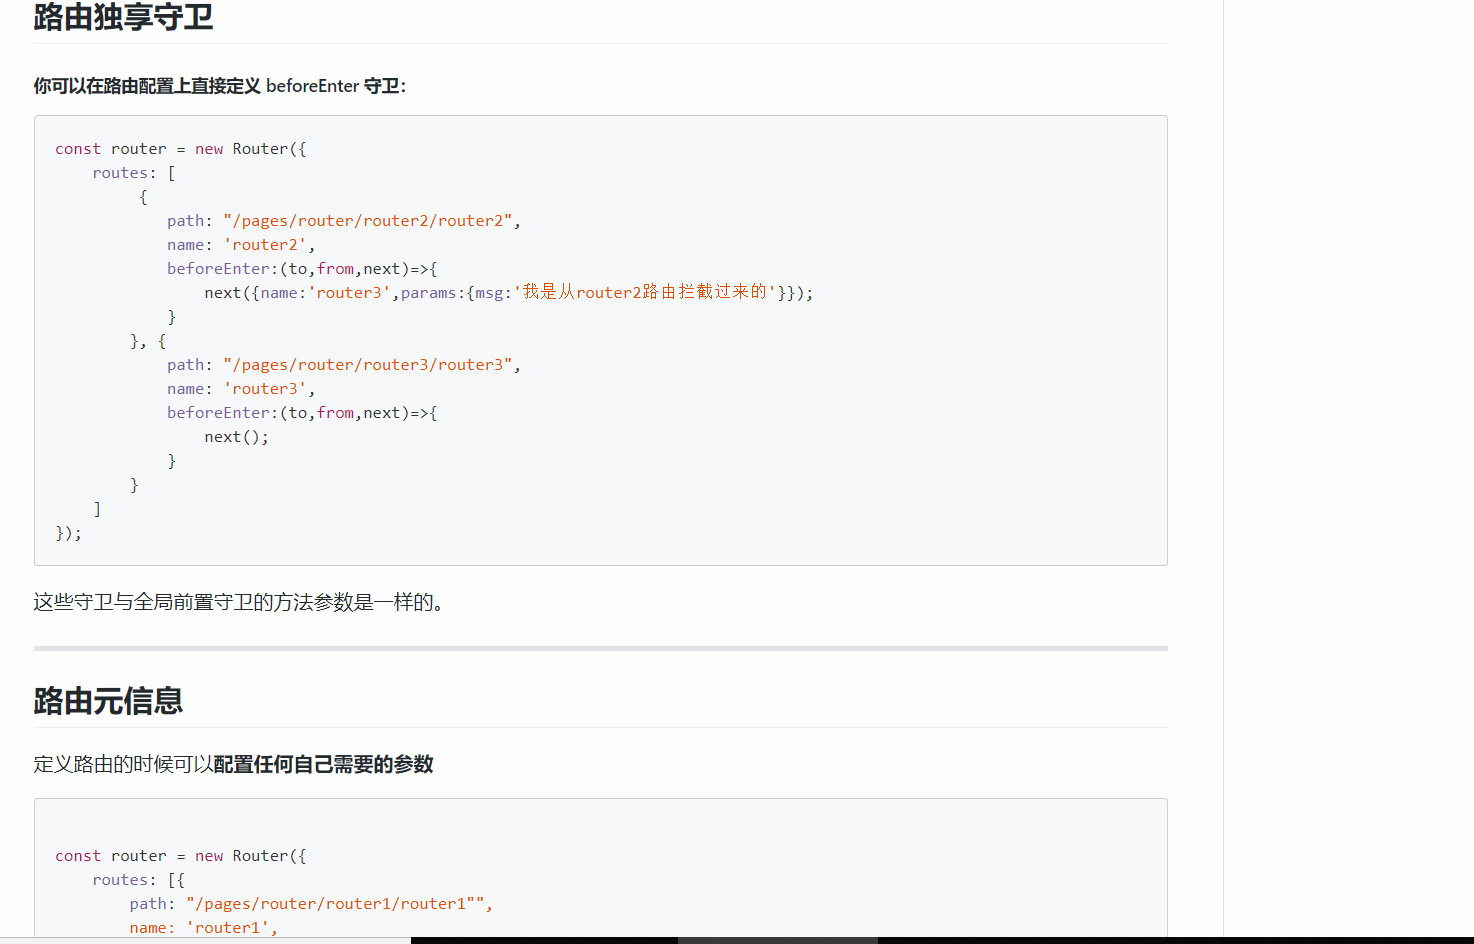 路由独享守卫
你可以在路由配置上直接定义 beforeEnter 守卫：
const router = new Router({
    routes: [
         {
            path: "/pages/router/router2/router2",
            name: 'router2',
            beforeEnter:(to,from,next)=>{
                next({name:'router3',params:{msg:'我是从router2路由拦截过来的'}});
            }
        }, {
            path: "/pages/router/router3/router3",
            name: 'router3',
            beforeEnter:(to,from,next)=>{
                next();
            }
        }
    ]
});
这些守卫与全局前置守卫的方法参数是一样的。
路由元信息
定义路由的时候可以配置任何自己需要的参数
const router = new Router({
    routes: [{
        path: "/pages/router/router1/router1"",
        name: 'router1',